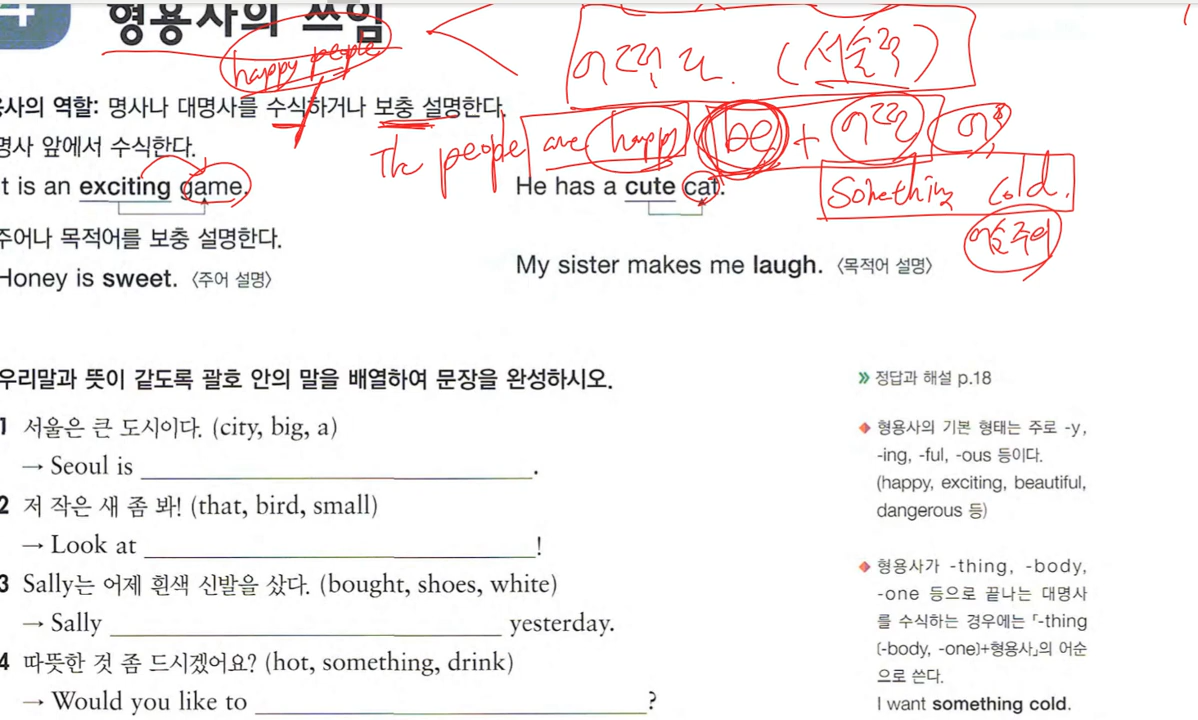 4 형용사의 쓰임
happy people
어떻다. (서술적)
용사의 역할: 명사나 대명사를 수식하거나 보충 설명한다.
The people are happy be +
명사 앞에서 수식한다.
t is an exciting game.
He has a cute cat.
Something cold.
어순주의
주어나 목적어를 보충 설명한다.
Honey is sweet. 〈주어 설명〉
My sister makes me laugh. 〈목적어 설명〉
우리말과 뜻이 같도록 괄호 안의 말을 배열하여 문장을 완성하시오.
1 서울은 큰 도시이다. (city, big, a)
→ Seoul is ____________ .
2 저 작은 새 좀 봐! (that, bird, small)
→ Look at ____________ !
3 Sally는 어제 흰색 신발을 샀다. (bought, shoes, white)
→ Sally ____________ yesterday.
4 따뜻한 것 좀 드시겠어요? (hot, something, drink)
→ Would you like to ____________ ?
» 정답과 해설 p.18
◆ 형용사의 기본 형태는 주로 -y,
-ing, -ful, -ous 등이다.
(happy, exciting, beautiful,
dangerous 등)
◆ 형용사가 -thing, -body,
-one 등으로 끝나는 대명사
를 수식하는 경우에는 「-thing
(-body, -one)+형용사」의 어순
으로 쓴다.
I want something cold.